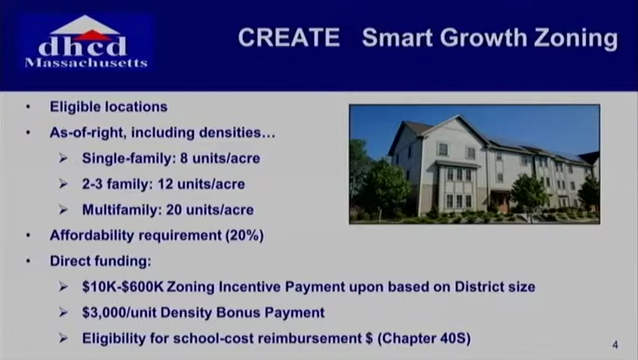 dhcd
Massachusetts
CREATE Smart Growth Zoning
• Eligible locations
• As-of-right, including densities…
➢ Single-family: 8 units/acre
➢ 2-3 family: 12 units/acre
➢ Multifamily: 20 units/acre
• Affordability requirement (20%)
• Direct funding:
➢ $10K-$600K Zoning Incentive Payment upon based on District size
➢ $3,000/unit Density Bonus Payment
➢ Eligibility for school-cost reimbursement $ (Chapter 40S)
4